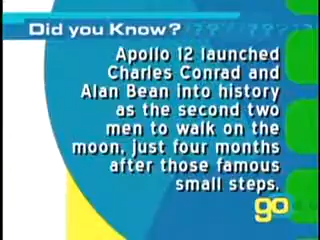 Did you Know?
Apollo 12 launched
Charles Conrad and
Alan Bean into history
as the second two
men to walk on the
moon, just four months
after those famous
small steps.
go